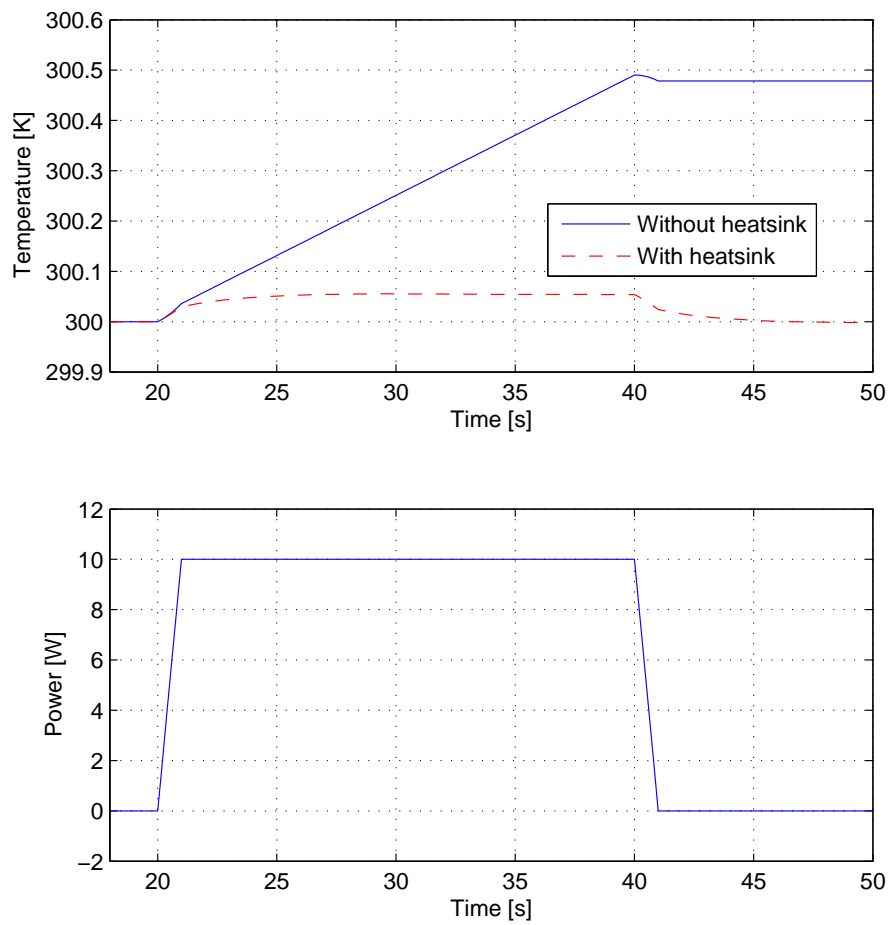 300.6
300.5
300.4
300.3
300.2
300.1
300
299.9
Temperature [K]
Without heatsink
With heatsink
20 25 30 35 40 45 50
Time [s]
12
10
8
6
4
2
0
−2
Power [W]
20 25 30 35 40 45 50
Time [s]